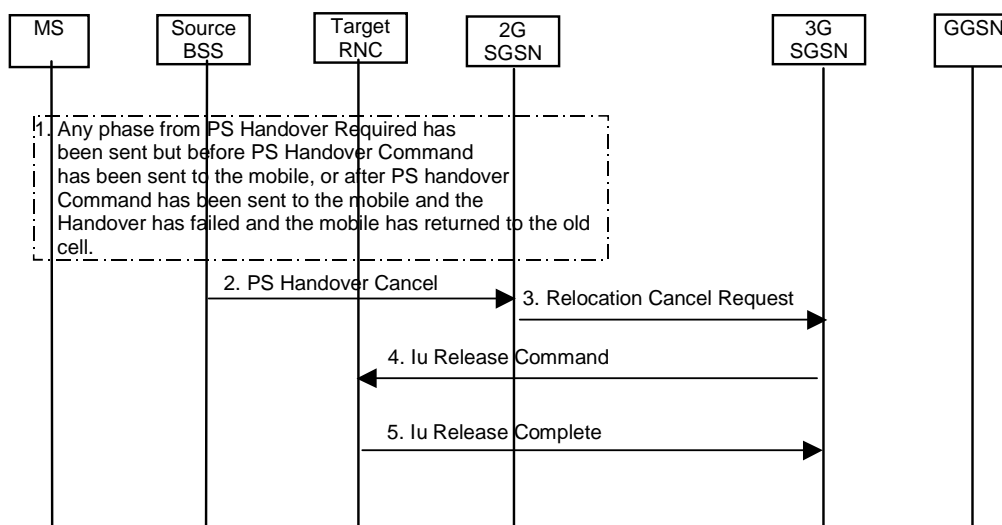 MS
Source
BSS
Target
RNC
2G
SGSN
3G
SGSN
GGSN
1. Any phase from PS Handover Required has
been sent but before PS Handover Command
has been sent to the mobile, or after PS handover
Command has been sent to the mobile and the
Handover has failed and the mobile has returned to the old
cell.
2. PS Handover Cancel
3. Relocation Cancel Request
4. Iu Release Command
5. Iu Release Complete